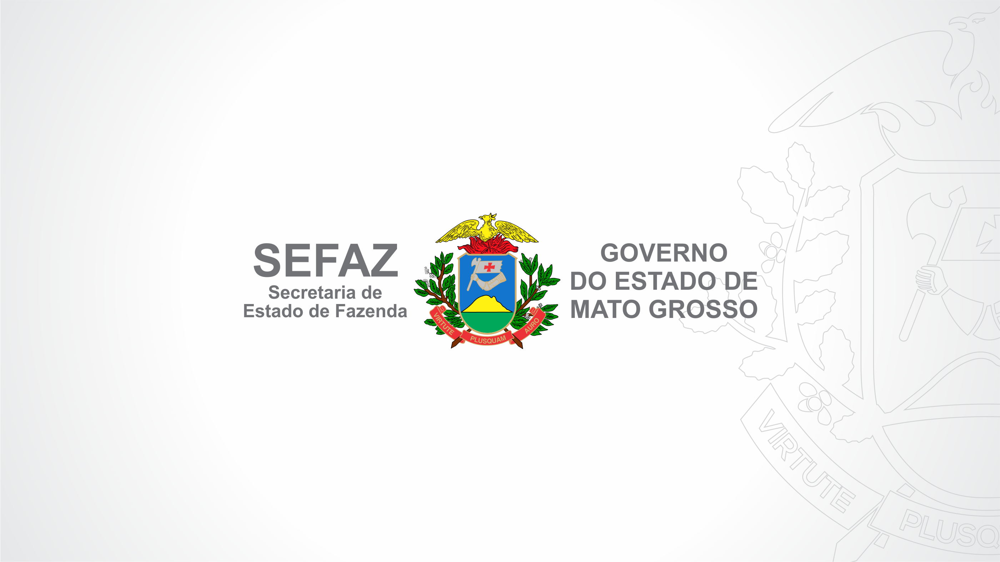 SEFAZ
Secretaria de
Estado de Fazenda
VIRTUTE
PLUSQUAM
AURO
GOVERNO
DO ESTADO DE
MATO GROSSO
VIRTUTE
PLUSQ